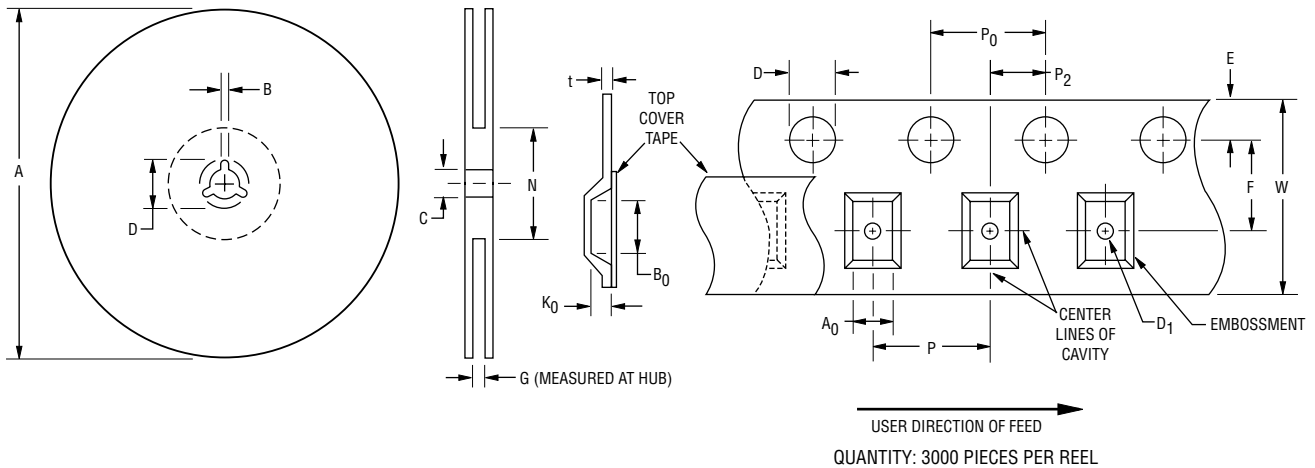 A
B
D
C
N
G (MEASURED AT HUB)
t
TOP
COVER
TAPE
K0
B0
D
P0
P2
E
F
W
A0
P
CENTER
LINES OF
CAVITY
D1
EMBOSSMENT
USER DIRECTION OF FEED
QUANTITY: 3000 PIECES PER REEL